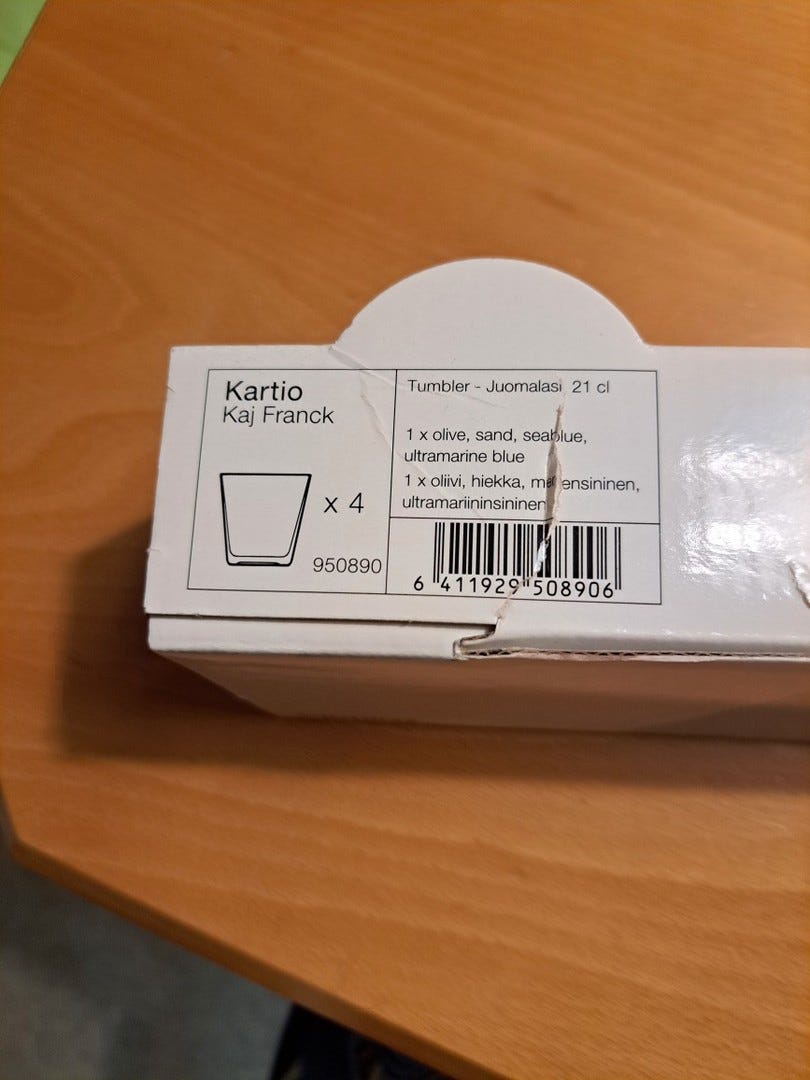 Kartio
Kaj Franck
x 4
950890
Tumbler - Juomalasi 21 cl
1 x olive, sand, seablue,
ultramarine blue
1 x oliivi, hiekka,
ultramariininsininen
6 411929 508906